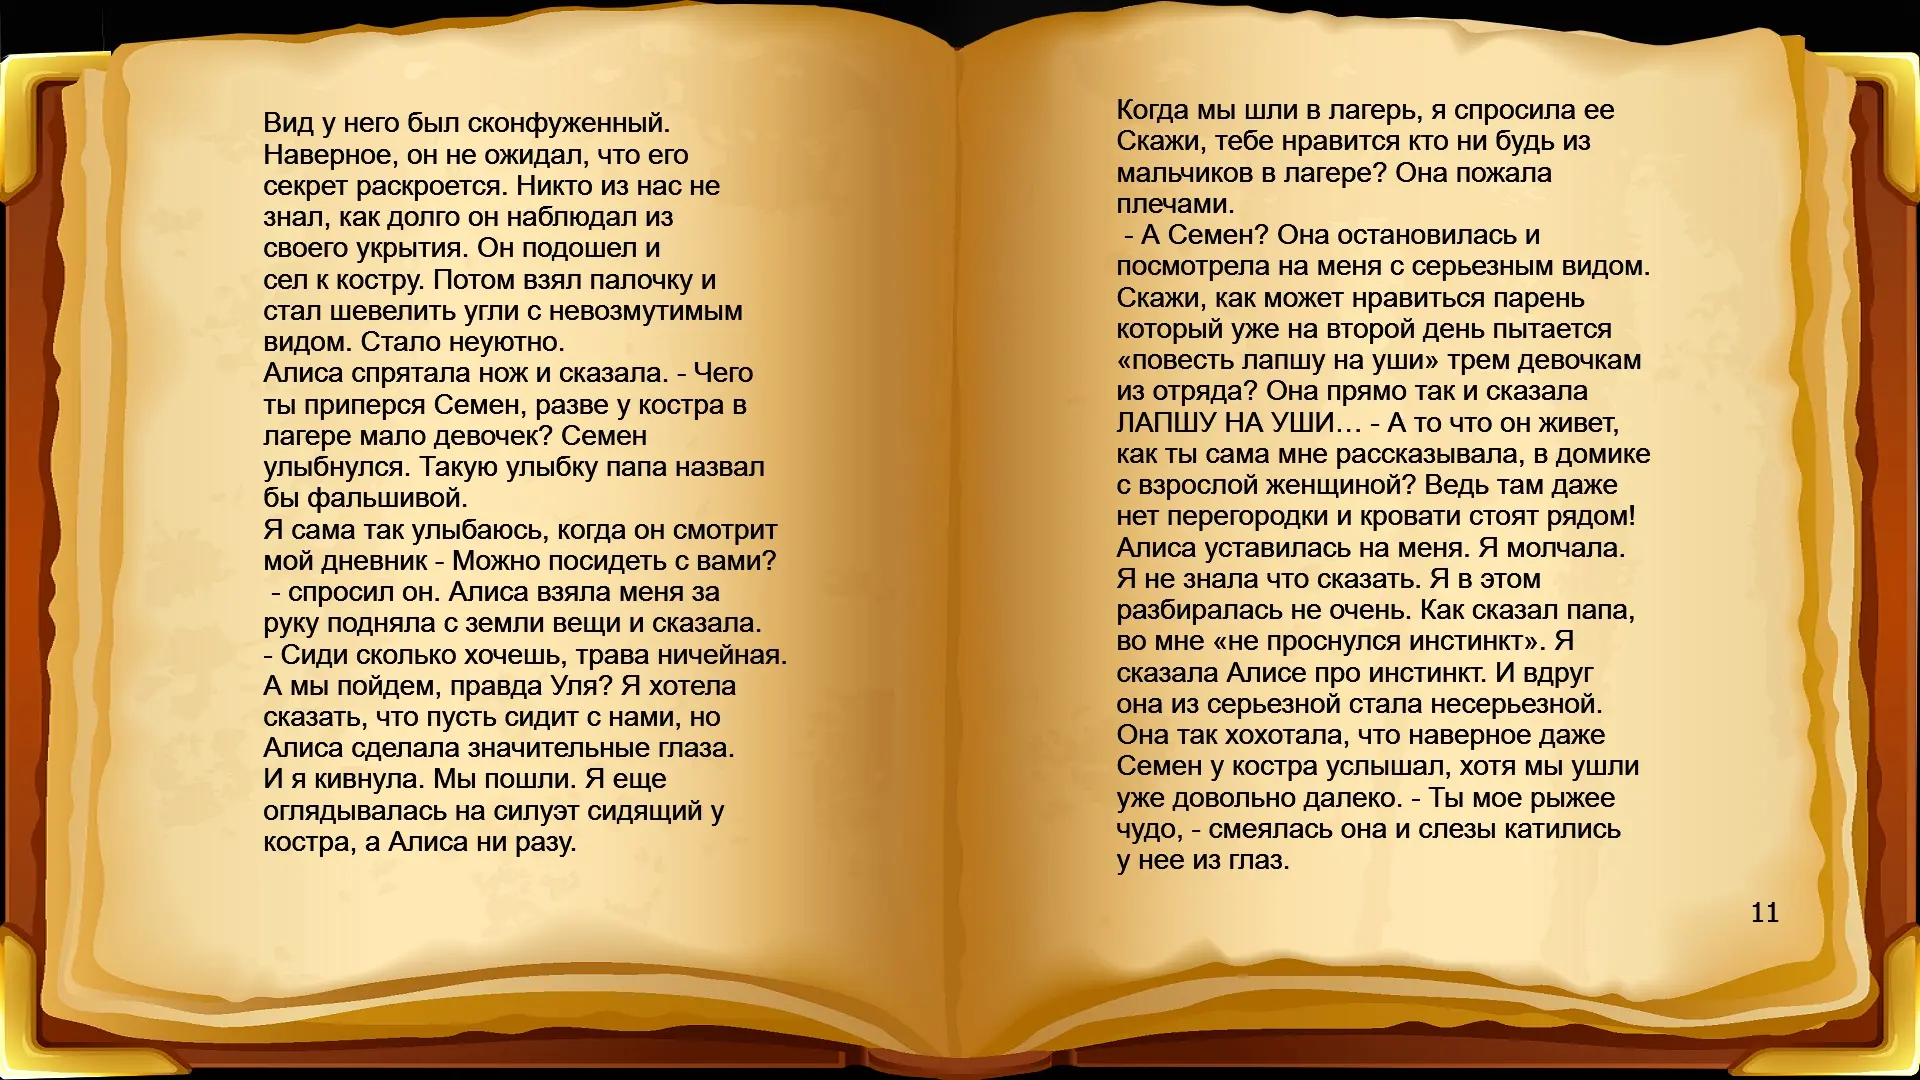 Вид у него был сконфуженный.
Наверное, он не ожидал, что его
секрет раскроется. Никто из нас не
знал, как долго он наблюдал из
своего укрытия. Он подошел и
сел к костру. Потом взял палочку и
стал шевелить угли с невозмутимым
видом. Стало неуютно.
Алиса спрятала нож и сказала. - Чего
ты приперся Семен, разве у костра в
лагере мало девочек? Семен
улыбнулся. Такую улыбку папа назвал
бы фальшивой.
Я сама так улыбаюсь, когда он смотрит
мой дневник - Можно посидеть с вами?
- спросил он. Алиса взяла меня за
руку подняла с земли вещи и сказала.
- Сиди сколько хочешь, трава ничейная.
А мы пойдем, правда Уля? Я хотела
сказать, что пусть сидит с нами, но
Алиса сделала значительные глаза.
И я кивнула. Мы пошли. Я еще
оглядывалась на силуэт сидящий у
костра, а Алиса ни разу.
Когда мы шли в лагерь, я спросила ее
Скажи, тебе нравится кто ни будь из
мальчиков в лагере? Она пожала
плечами.
- А Семен? Она остановилась и
посмотрела на меня с серьезным видом.
Скажи, как может нравиться парень
который уже на второй день пытается
«повесть лапшу на уши» трем девочкам
из отряда? Она прямо так и сказала
ЛАПШУ НА УШИ… - А то что он живет,
как ты сама мне рассказывала, в домике
с взрослой женщиной? Ведь там даже
нет перегородки и кровати стоят рядом!
Алиса уставилась на меня. Я молчала.
Я не знала что сказать. Я в этом
разбиралась не очень. Как сказал папа,
во мне «не проснулся инстинкт». Я
сказала Алисе про инстинкт. И вдруг
она из серьезной стала несерьезной.
Она так хохотала, что наверное даже
Семен у костра услышал, хотя мы ушли
уже довольно далеко. - Ты мое рыжее
чудо, - смеялась она и слезы катились
у нее из глаз.
11